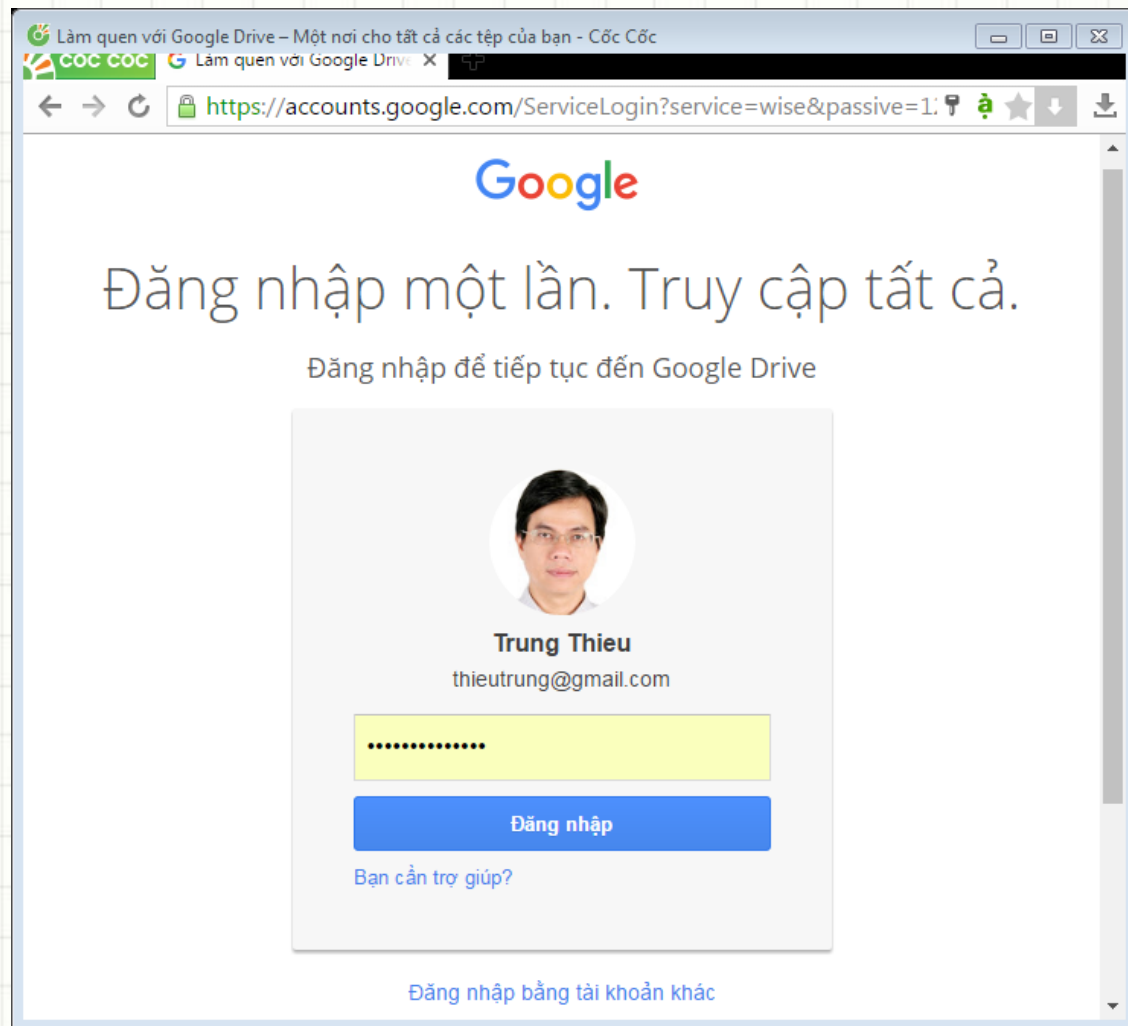 Làm quen với Google Drive – Một nơi cho tất cả các tệp của bạn - Cốc Cốc
CỐC CỐC G Làm quen với Google Drive
https://accounts.google.com/ServiceLogin?service=wise&passive=1
Google
Đăng nhập một lần. Truy cập tất cả.
Đăng nhập để tiếp tục đến Google Drive
Trung Thieu
thieutrung@gmail.com
••••••••••••••
Đăng nhập
Bạn cần trợ giúp?
Đăng nhập bằng tài khoản khác